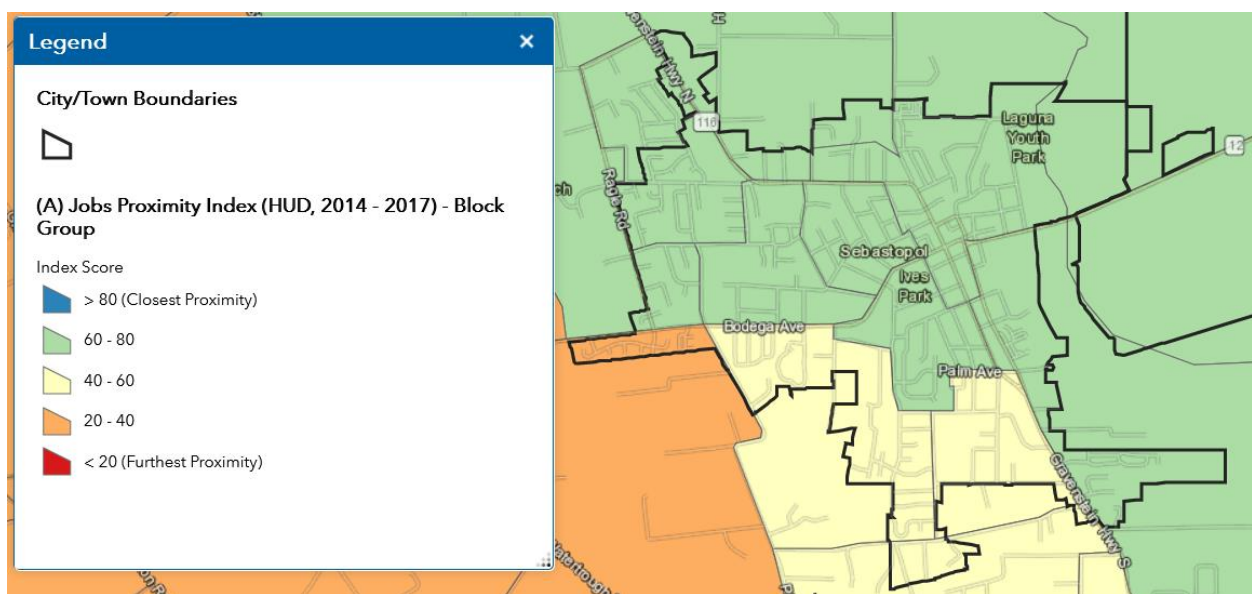 Legend
×
City/Town Boundaries
(A) Jobs Proximity Index (HUD, 2014 - 2017) - Block
Group
Index Score
> 80 (Closest Proximity)
60 - 80
40 - 60
20 - 40
< 20 (Furthest Proximity)
Hwy N
H
116
Laguna
Youth
Park
12
ch
Ragle Rd
Sebastopol
Ives
Park
Bodega Ave
Palm Ave
Gravenstein Hwy S